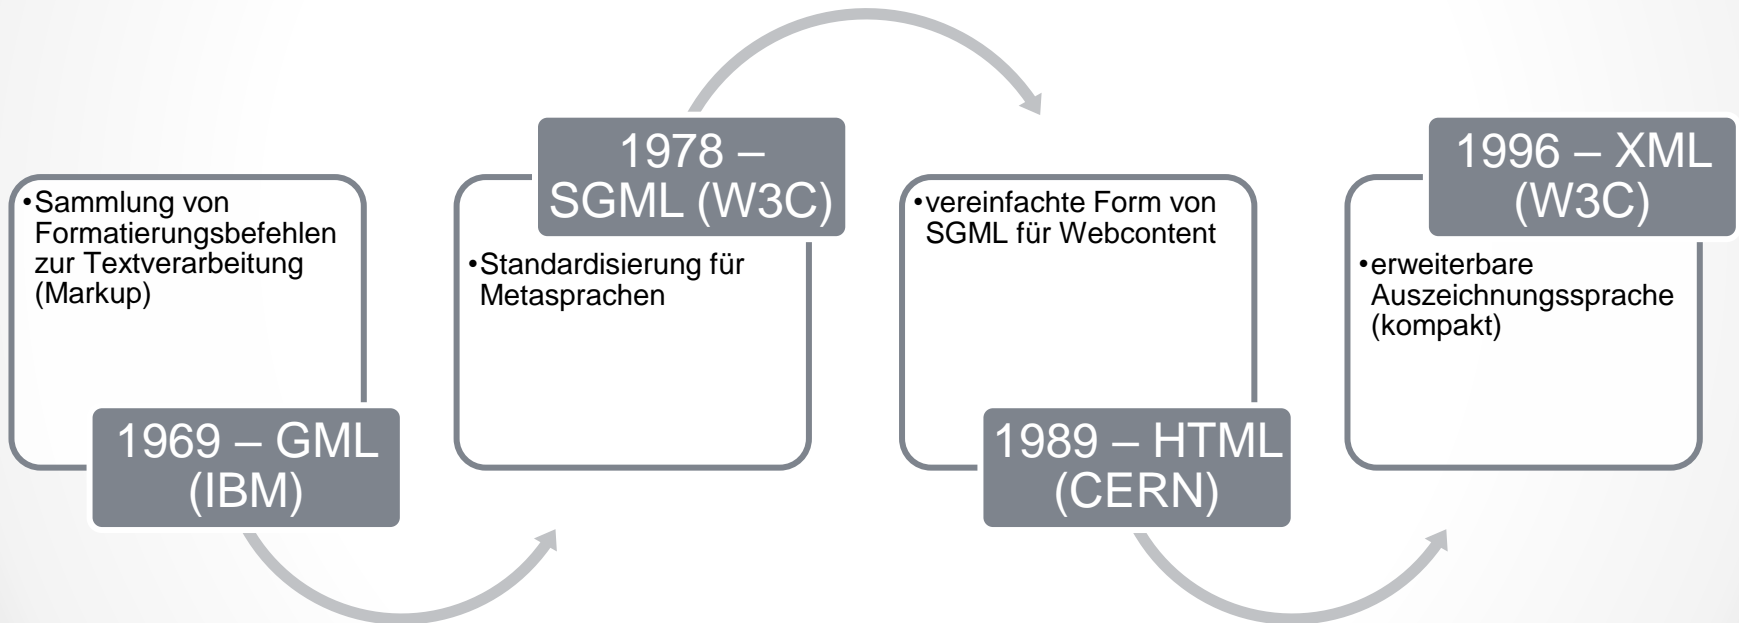 •Sammlung von
Formatierungsbefehlen
zur Textverarbeitung
(Markup)
1969 – GML
(IBM)
1978 –
SGML (W3C)
•Standardisierung für
Metasprachen
•vereinfachte Form von
SGML für Webcontent
1989 – HTML
(CERN)
1996 – XML
(W3C)
•erweiterbare
Auszeichnungssprache
(kompakt)